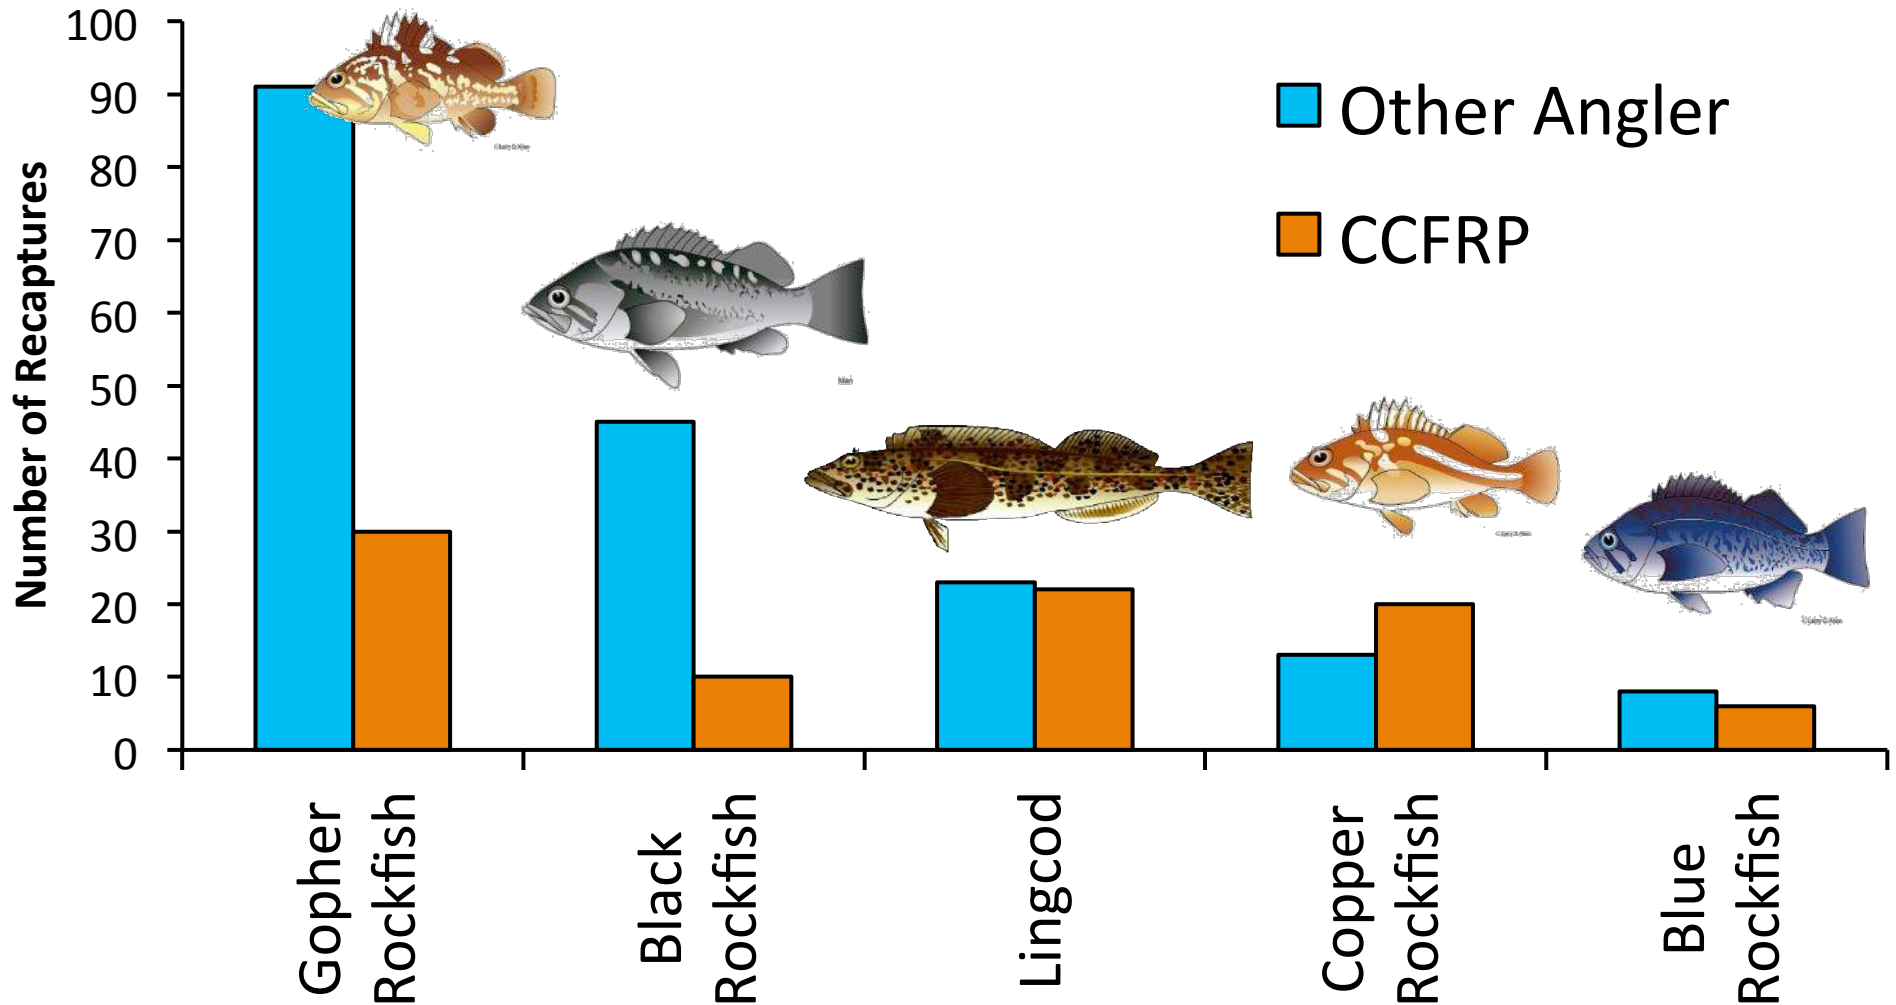 Number of Recaptures
100
90
80
70
60
50
40
30
20
10
0
Other Angler
CCFRP
Gopher
Rockfish
Black
Rockfish
Lingcod
Copper
Rockfish
Blue
Rockfish